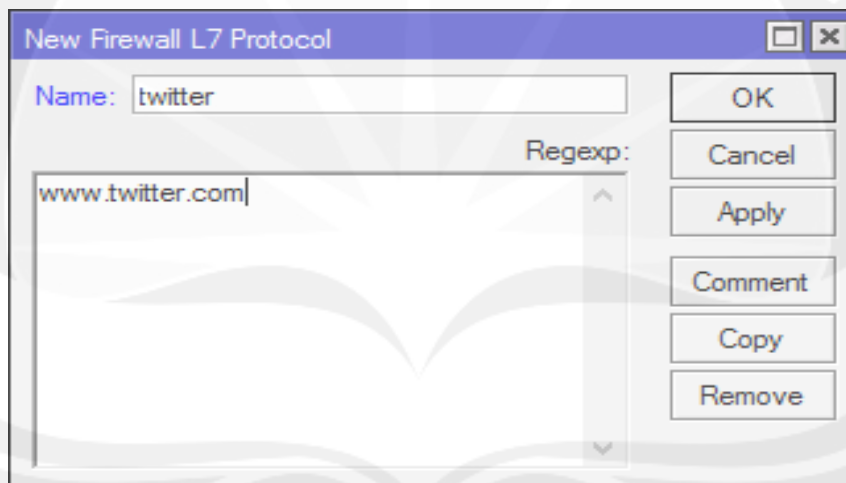 New Firewall L7 Protocol
Name: twitter
Regexp:
www.twitter.com
OK
Cancel
Apply
Comment
Copy
Remove